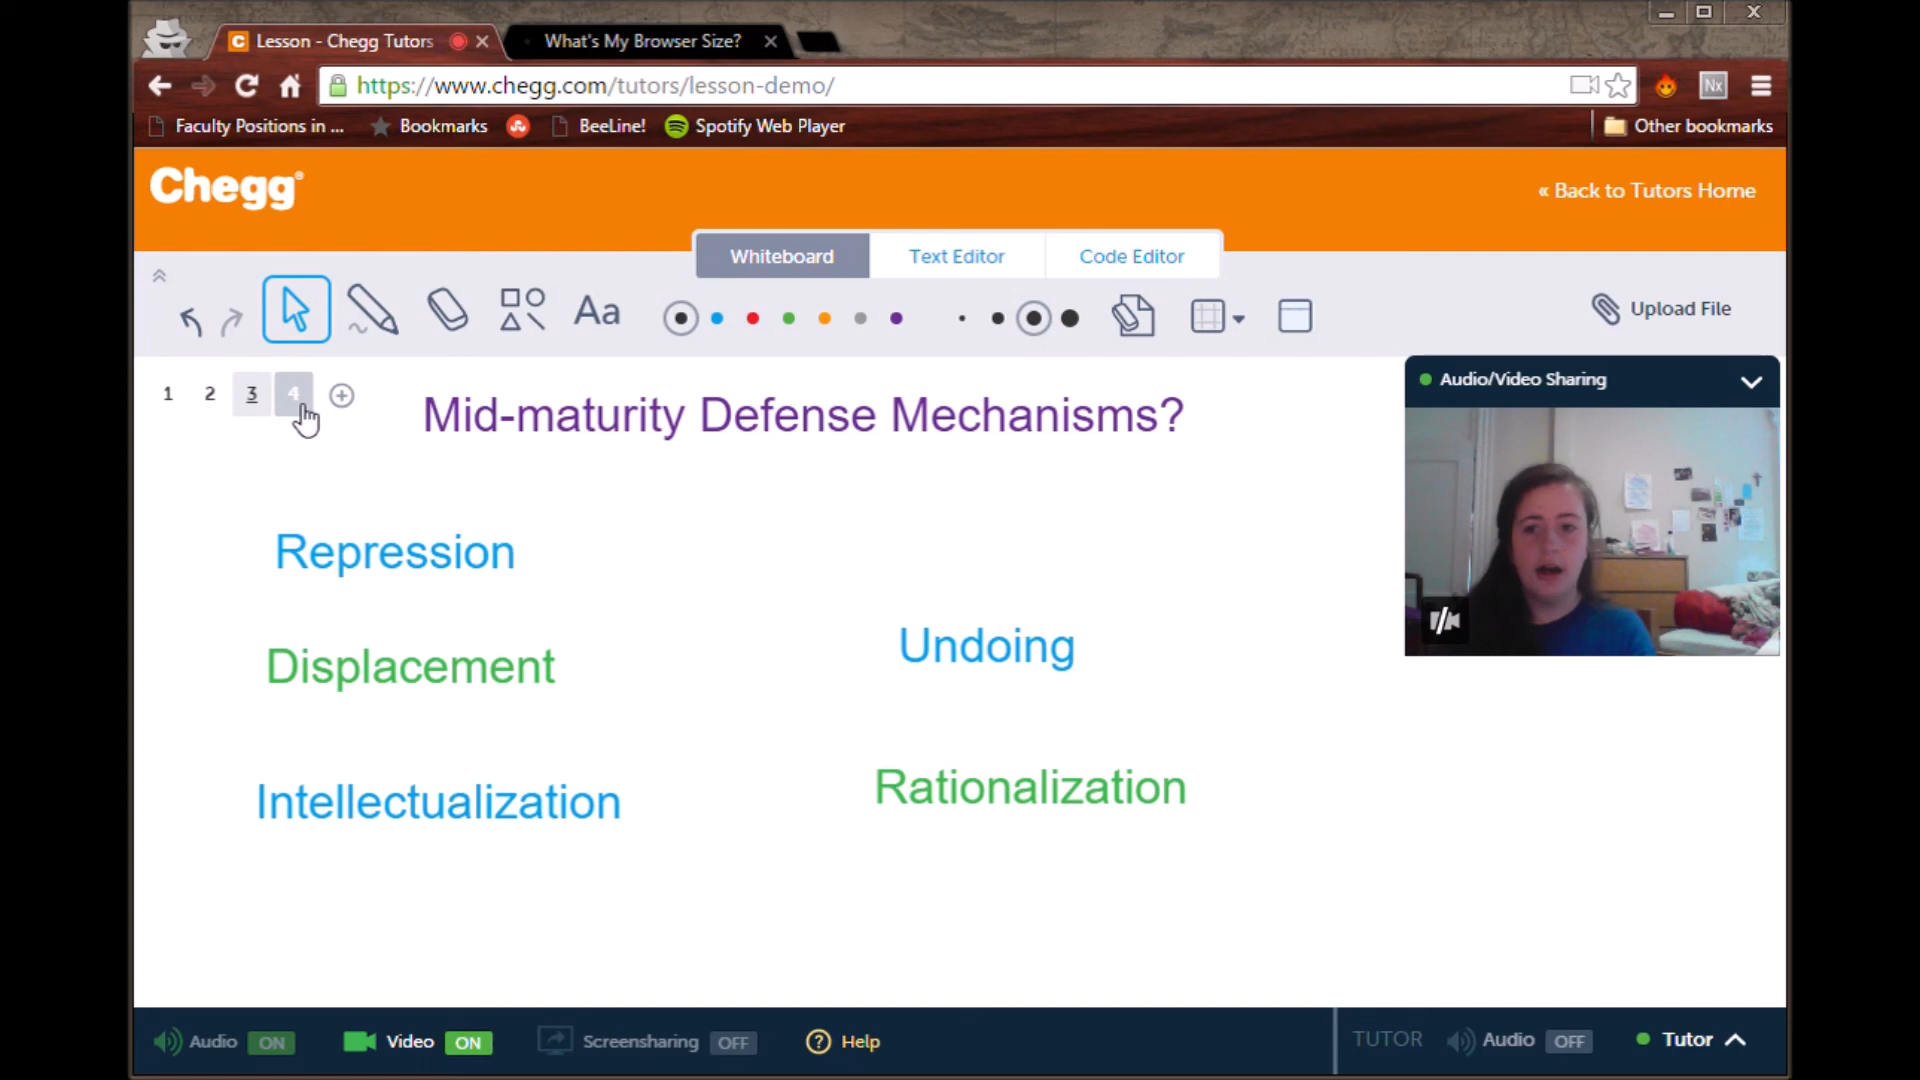 Lesson - Chegg Tutors
What's My Browser Size?
https://www.chegg.com/tutors/lesson-demo/
Nx
Faculty Positions in ...
Bookmarks
BeeLine!
Spotify Web Player
Other bookmarks
Chegg®
« Back to Tutors Home
Whiteboard
Text Editor
Code Editor
Aa
Upload File
1 2 3 4
Mid-maturity Defense Mechanisms?
Audio/Video Sharing
Repression
Undoing
Displacement
Rationalization
Intellectualization
Audio ON
Video ON
Screensharing OFF
? Help
TUTOR
Audio OFF
Tutor